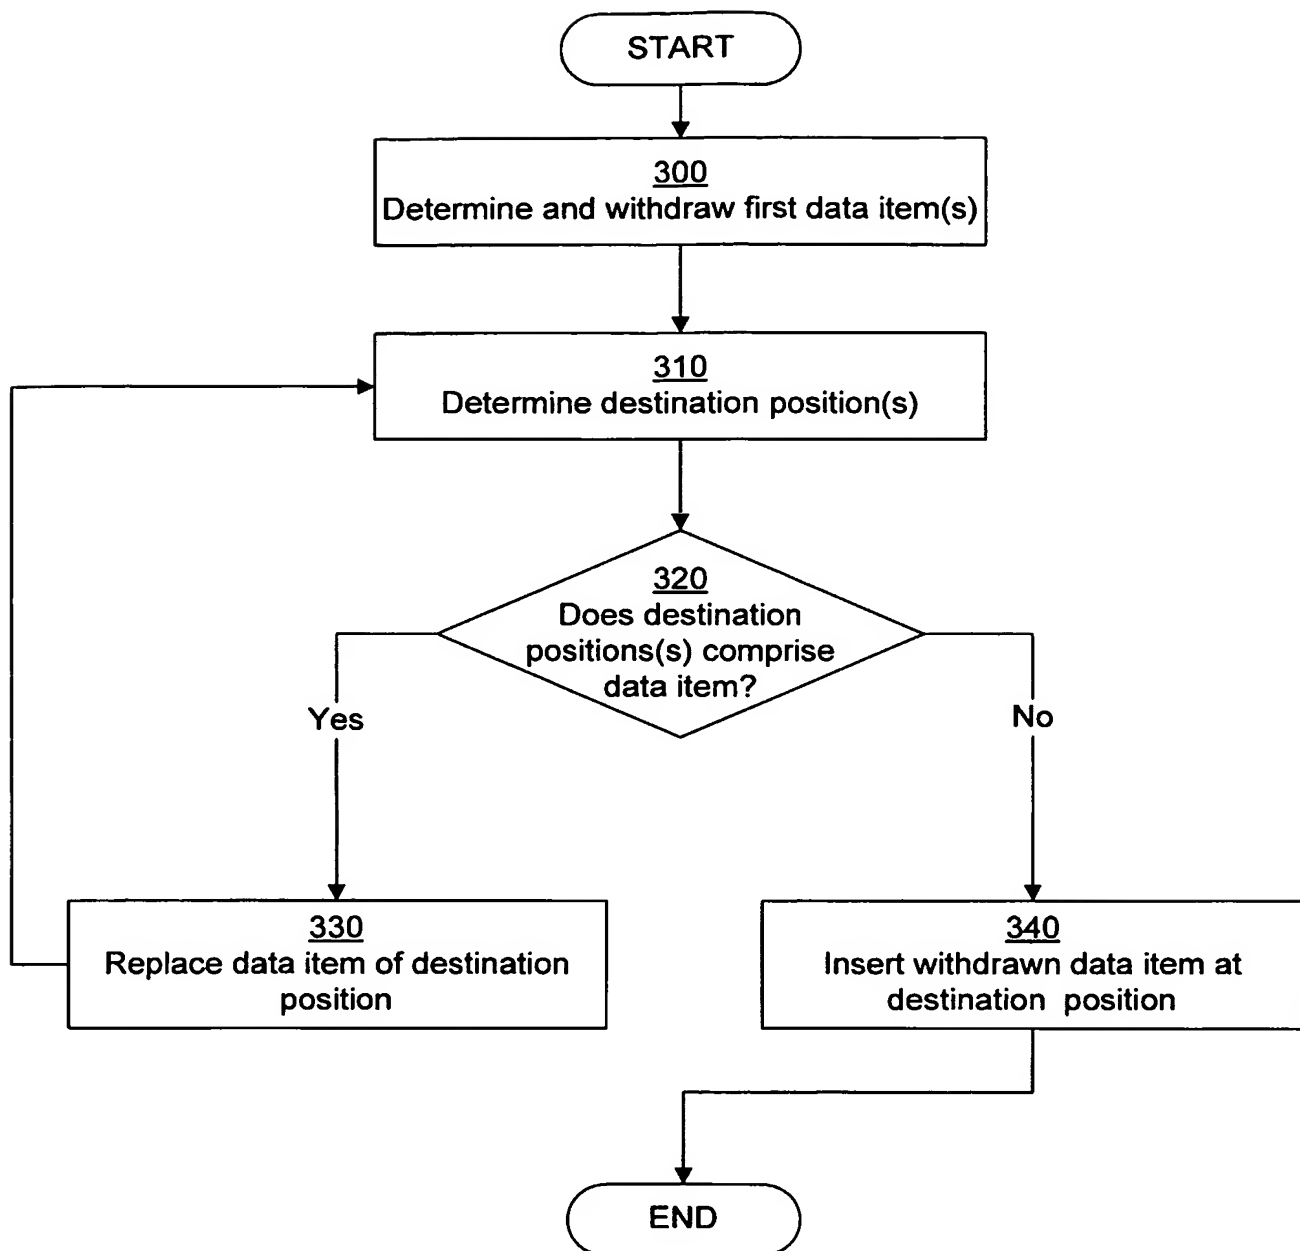 START
300
Determine and withdraw first data item(s)
310
Determine destination position(s)
320
Does destination
positions(s) comprise
data item?
Yes
No
330
Replace data item of destination
position
340
Insert withdrawn data item at
destination position
END